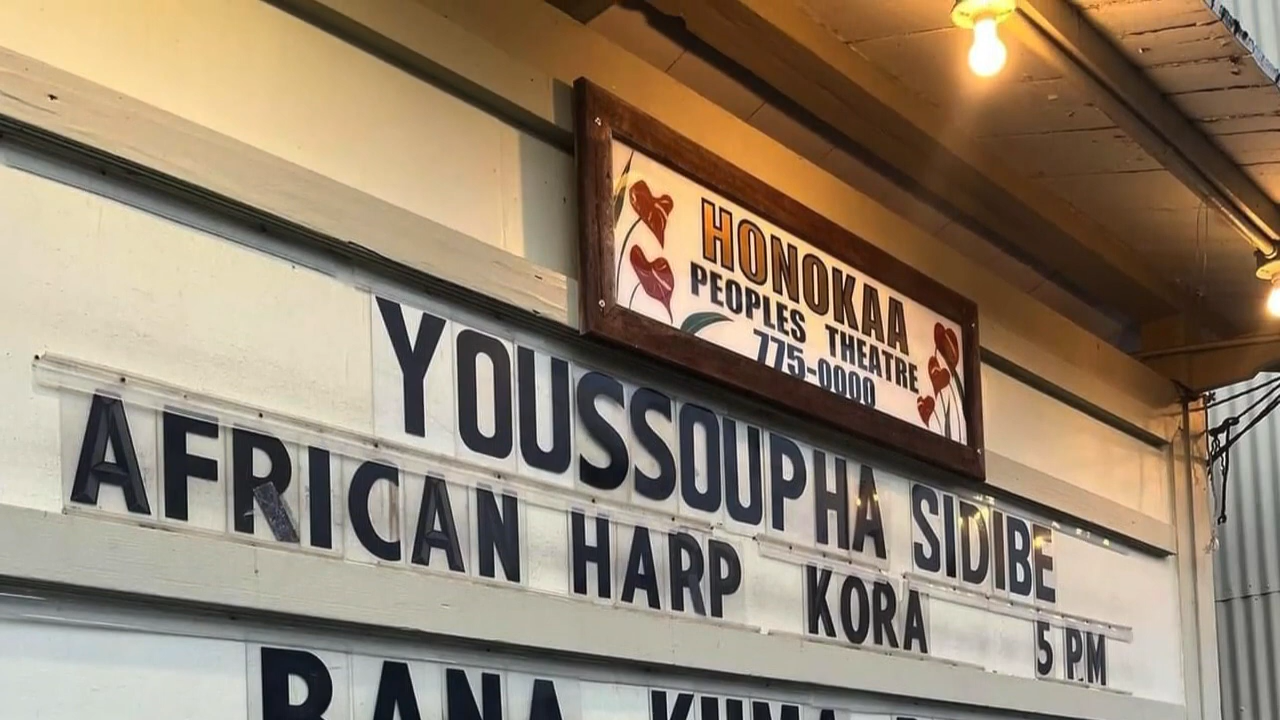 HONOKAA
PEOPLES THEATRE
775-0000
YOUSSOUPHA SIDIBE
AFRICAN HARP KORA 5 PM
BANA KUMA